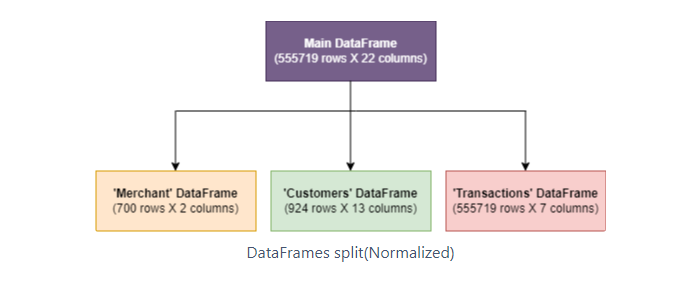 Main DataFrame
(555719 rows X 22 columns)
'Merchant' DataFrame
(700 rows X 2 columns)
'Customers' DataFrame
(924 rows X 13 columns)
'Transactions' DataFrame
(555719 rows X 7 columns)
DataFrames split(Normalized)